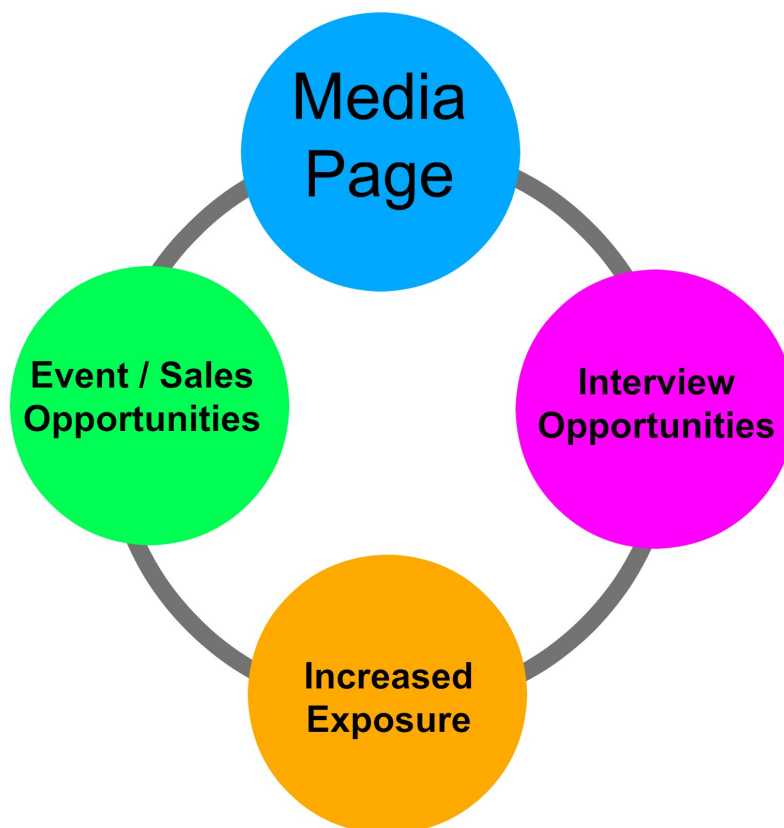 Media
Page
Event / Sales
Opportunities
Interview
Opportunities
Increased
Exposure